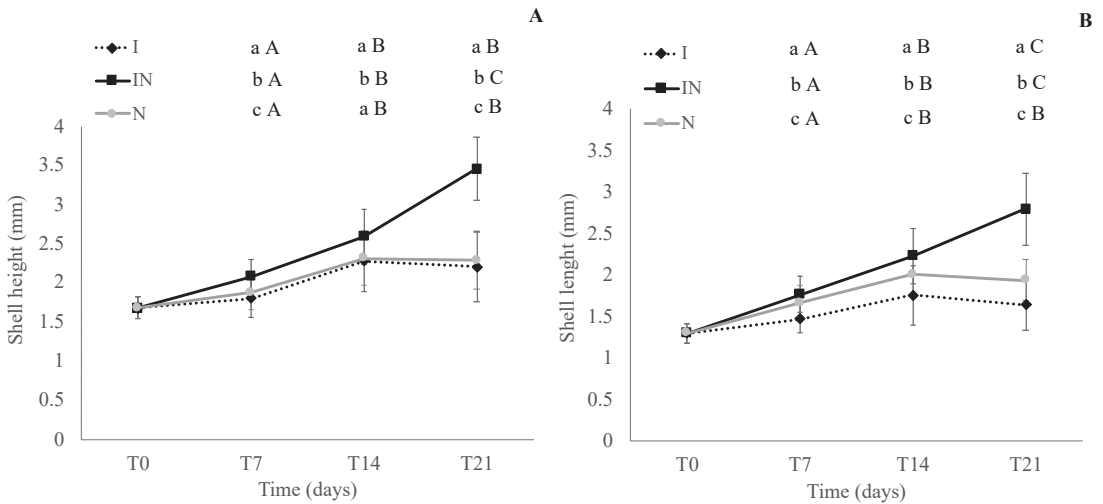 A
I a A a B a B
IN b A b B b C
N c A a B c B
4
3.5
3
2.5
2
1.5
1
0.5
0
Shell height (mm)
T0 T7 T14 T21
Time (days)
B
I a A a B a C
IN b A b B b C
N c A c B c B
4
3.5
3
2.5
2
1.5
1
0.5
0
Shell lenght (mm)
T0 T7 T14 T21
Time (days)